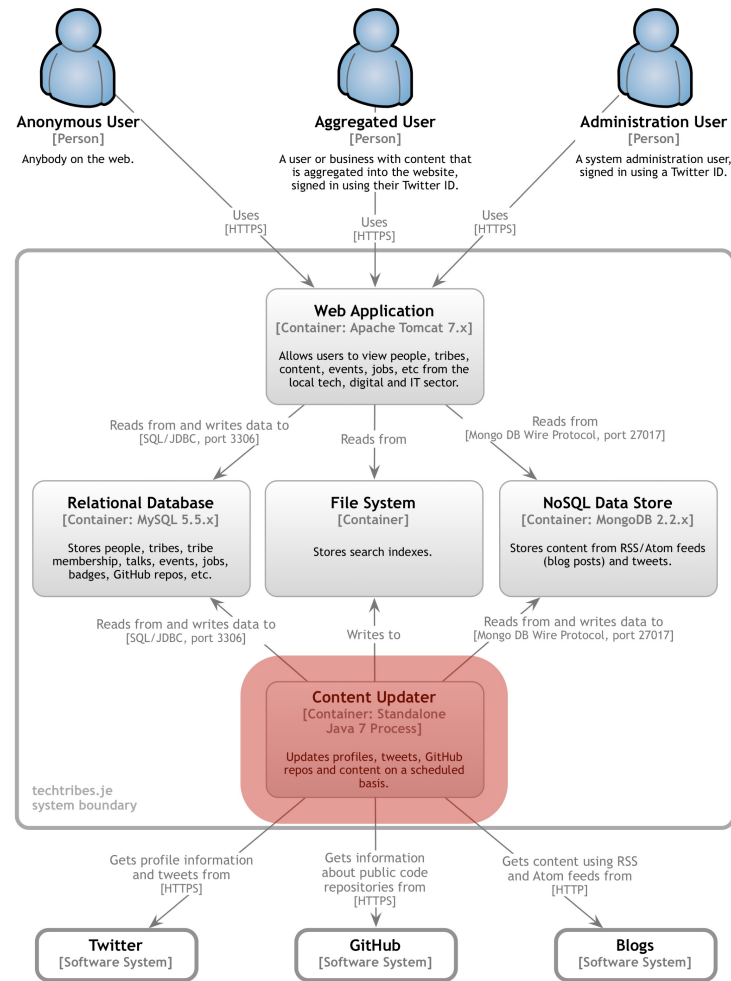 Anonymous User
[Person]
Anybody on the web.
Aggregated User
[Person]
A user or business with content that
is aggregated into the website,
signed in using their Twitter ID.
Administration User
[Person]
A system administration user,
signed in using a Twitter ID.
Uses
[HTTPS]
Uses
[HTTPS]
Uses
[HTTPS]
Web Application
[Container: Apache Tomcat 7.x]
Allows users to view people, tribes,
content, events, jobs, etc from the
local tech, digital and IT sector.
Reads from and writes data to
[SQL/JDBC, port 3306]
Reads from
Reads from
[Mongo DB Wire Protocol, port 27017]
Relational Database
[Container: MySQL 5.5.x]
Stores people, tribes, tribe
membership, talks, events, jobs,
badges, GitHub repos, etc.
File System
[Container]
Stores search indexes.
NoSQL Data Store
[Container: MongoDB 2.2.x]
Stores content from RSS/Atom feeds
(blog posts) and tweets.
Reads from and writes data to
[SQL/JDBC, port 3306]
Writes to
Reads from and writes data to
[Mongo DB Wire Protocol, port 27017]
Content Updater
[Container: Standalone
Java 7 Process]
Updates profiles, tweets, GitHub
repos and content on a scheduled
basis.
techtribes.je
system boundary
Gets profile information
and tweets from
[HTTPS]
Gets information
about public code
repositories from
[HTTPS]
Gets content using RSS
and Atom feeds from
[HTTP]
Twitter
[Software System]
GitHub
[Software System]
Blogs
[Software System]